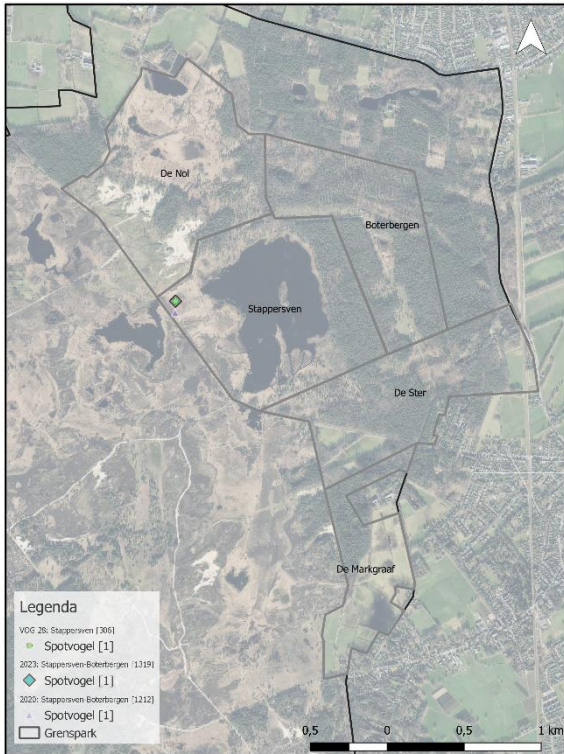 De Nol
Boterbergen
Stappersven
De Ster
De Markgraaf
Legenda
VOG 28: Stappersven [306]
Spotvogel [1]
2023: Stappersven-Boterbergen [1319]
Spotvogel [1]
2020: Stappersven-Boterbergen [1212]
Spotvogel [1]
Grenspark
0,5 0 0,5 1 km